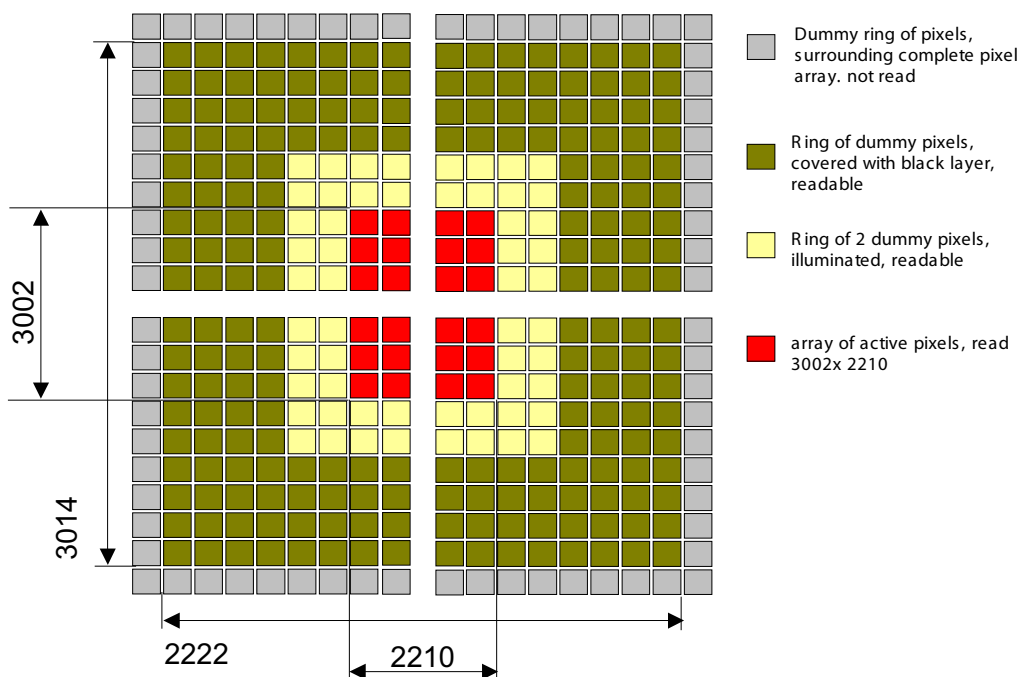 Dummy ring of pixels,
surrounding complete pixel
array. not read
Ring of dummy pixels,
covered with black layer,
readable
Ring of 2 dummy pixels,
illuminated, readable
array of active pixels, read
3002x 2210
3002
3014
2222
2210